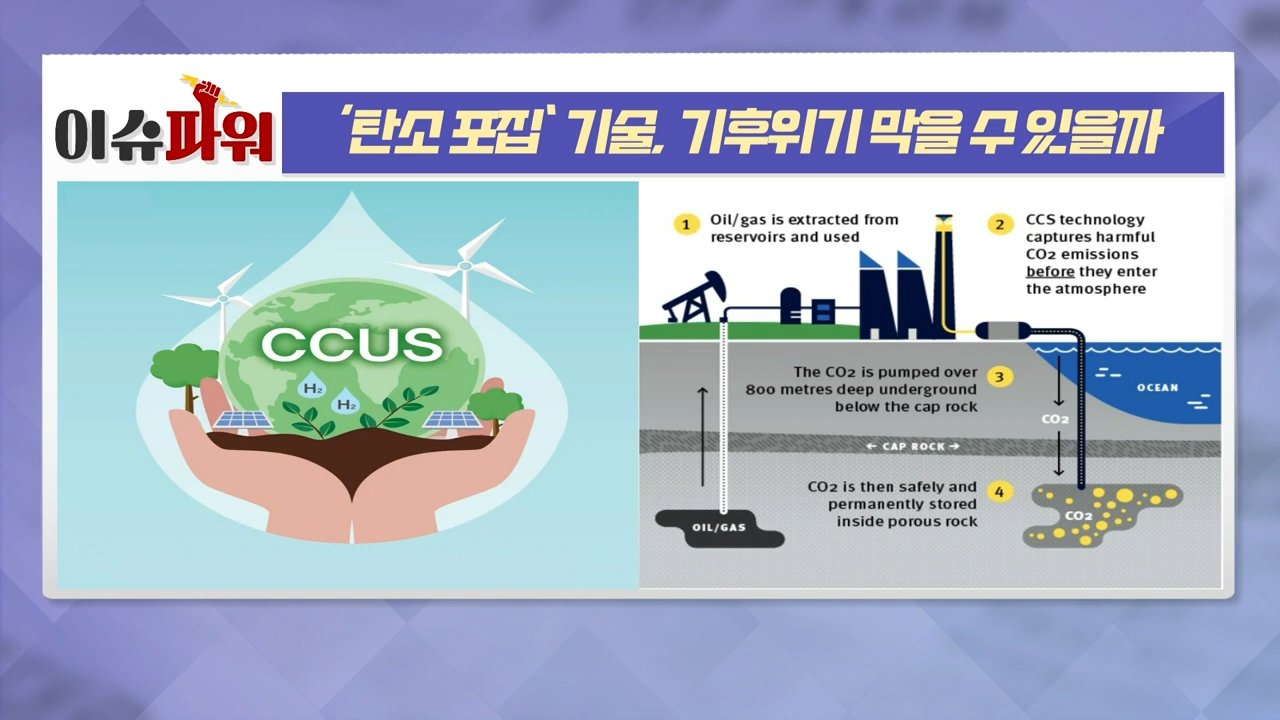 이슈파워
‘탄소 포집‘ 기술, 기후위기 막을 수 있을까
CCUS
H₂
H₂
1
Oil/gas is extracted from
reservoirs and used
2
CCS technology
captures harmful
CO2 emissions
before they enter
the atmosphere
The CO2 is pumped over
800 metres deep underground
below the cap rock
3
OCEAN
CO2
← CAP ROCK →
CO2 is then safely and
permanently stored
inside porous rock
4
CO2
OIL/GAS